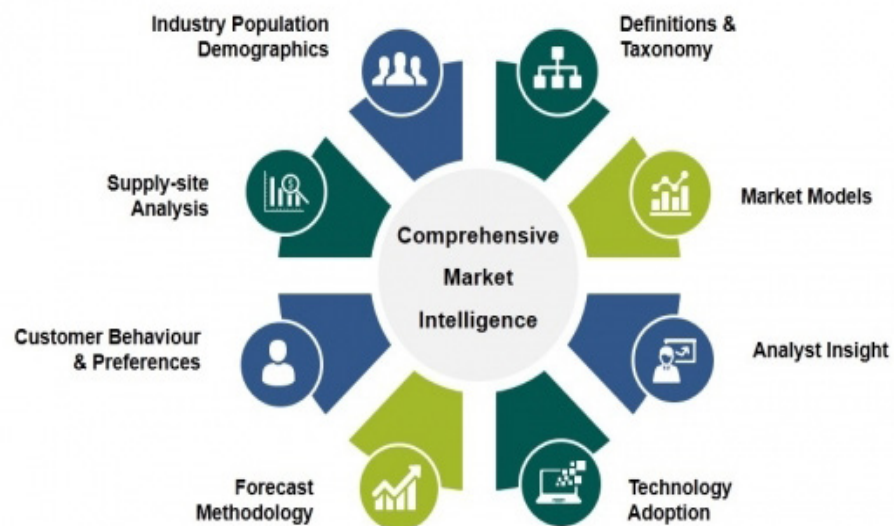 Industry Population
Demographics
Definitions &
Taxonomy
Supply-site
Analysis
Market Models
Comprehensive
Market
Intelligence
Customer Behaviour
& Preferences
Analyst Insight
Forecast
Methodology
Technology
Adoption